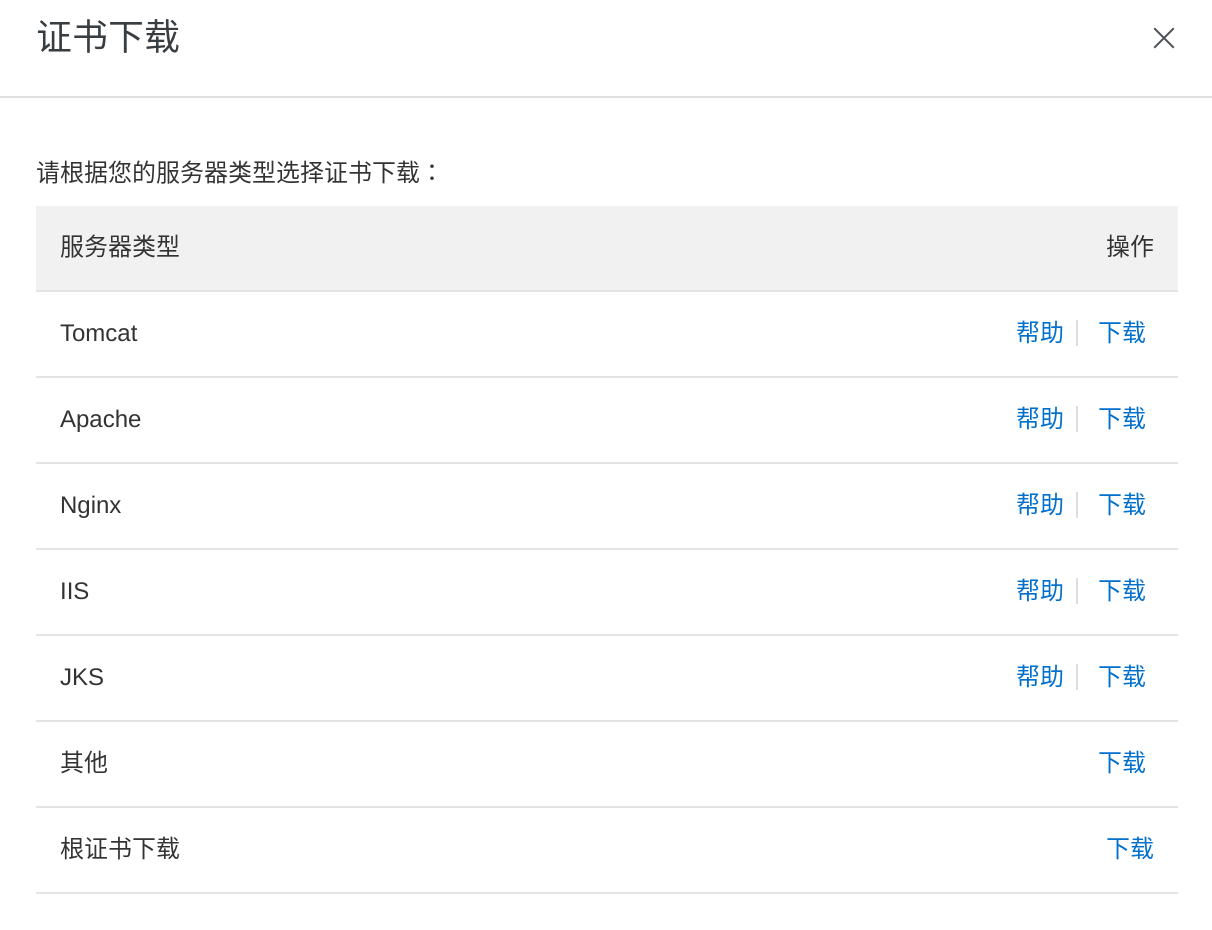 证书下载
请根据您的服务器类型选择证书下载：
服务器类型 操作
Tomcat 帮助 下载
Apache 帮助 下载
Nginx 帮助 下载
IIS 帮助 下载
JKS 帮助 下载
其他 下载
根证书下载 下载